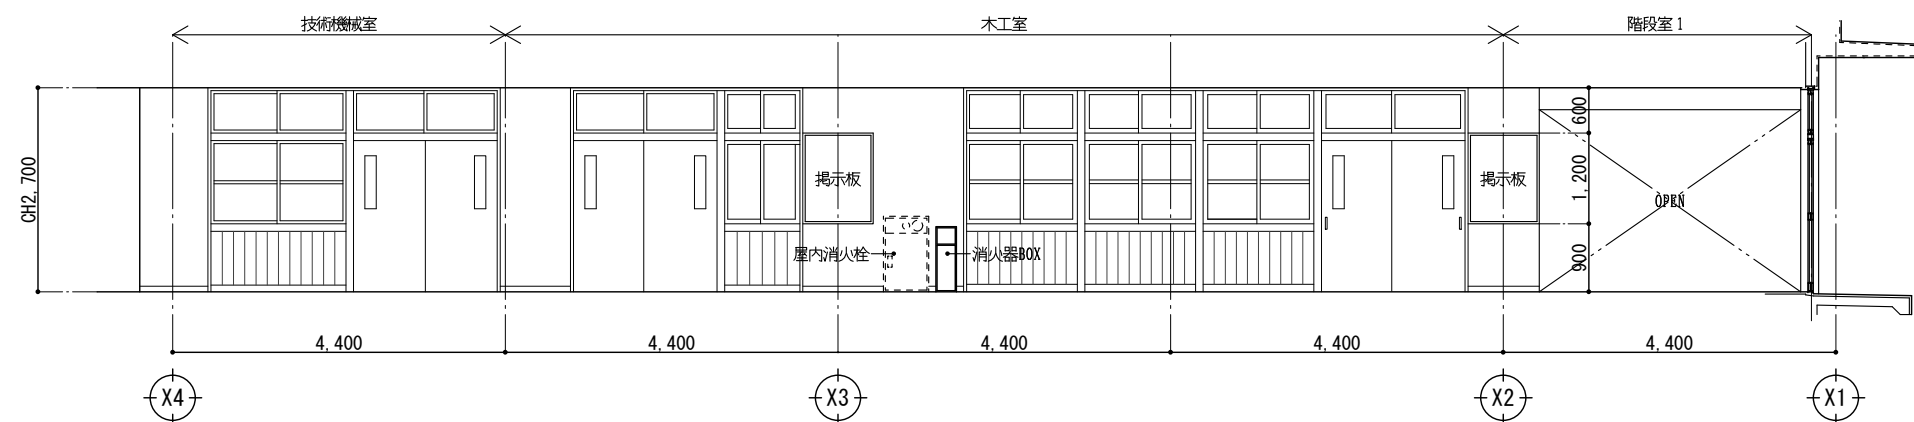 技術機械室
木工室
階段室1
CH2,700
600
1,200
900
掲示板
掲示板
OPEN
屋内消火栓
消火器BOX
4,400
4,400
4,400
4,400
4,400
X4
X3
X2
X1